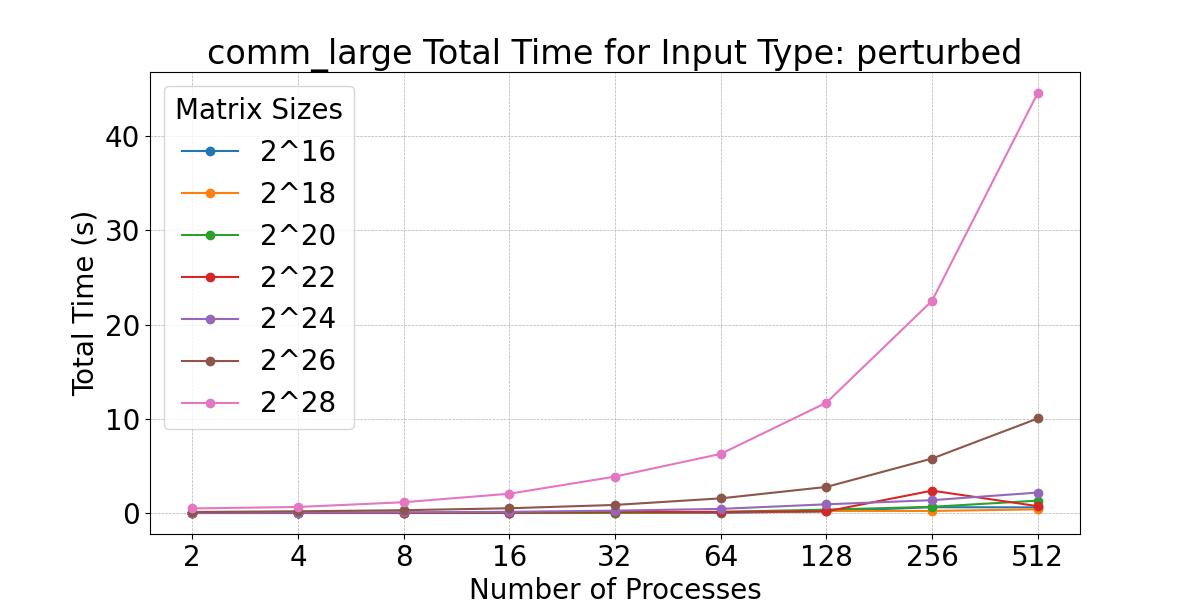 comm_large Total Time for Input Type: perturbed
Matrix Sizes
2^16
2^18
2^20
2^22
2^24
2^26
2^28
Total Time (s)
40
30
20
10
0
2 4 8 16 32 64 128 256 512
Number of Processes